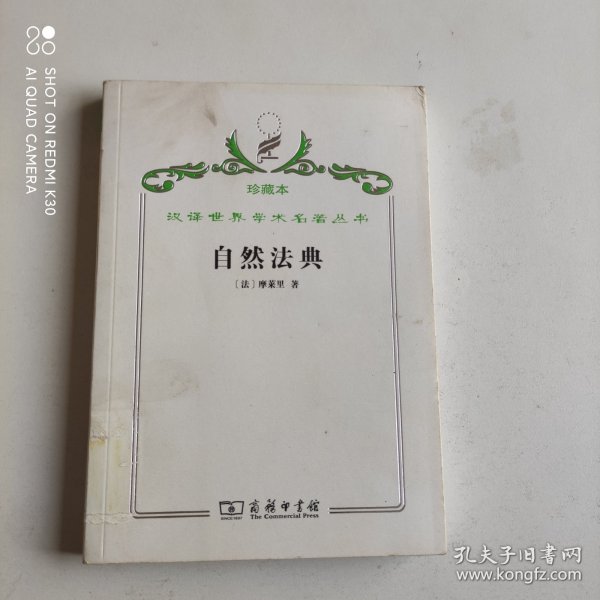 SHOT ON REDMI K30
AI QUAD CAMERA
珍藏本
汉译世界学术名著丛书
自然法典
〔法〕摩莱里 著
商务印书馆
The Commercial Press
SINCE 1897
孔夫子旧书网
www.kongfz.com